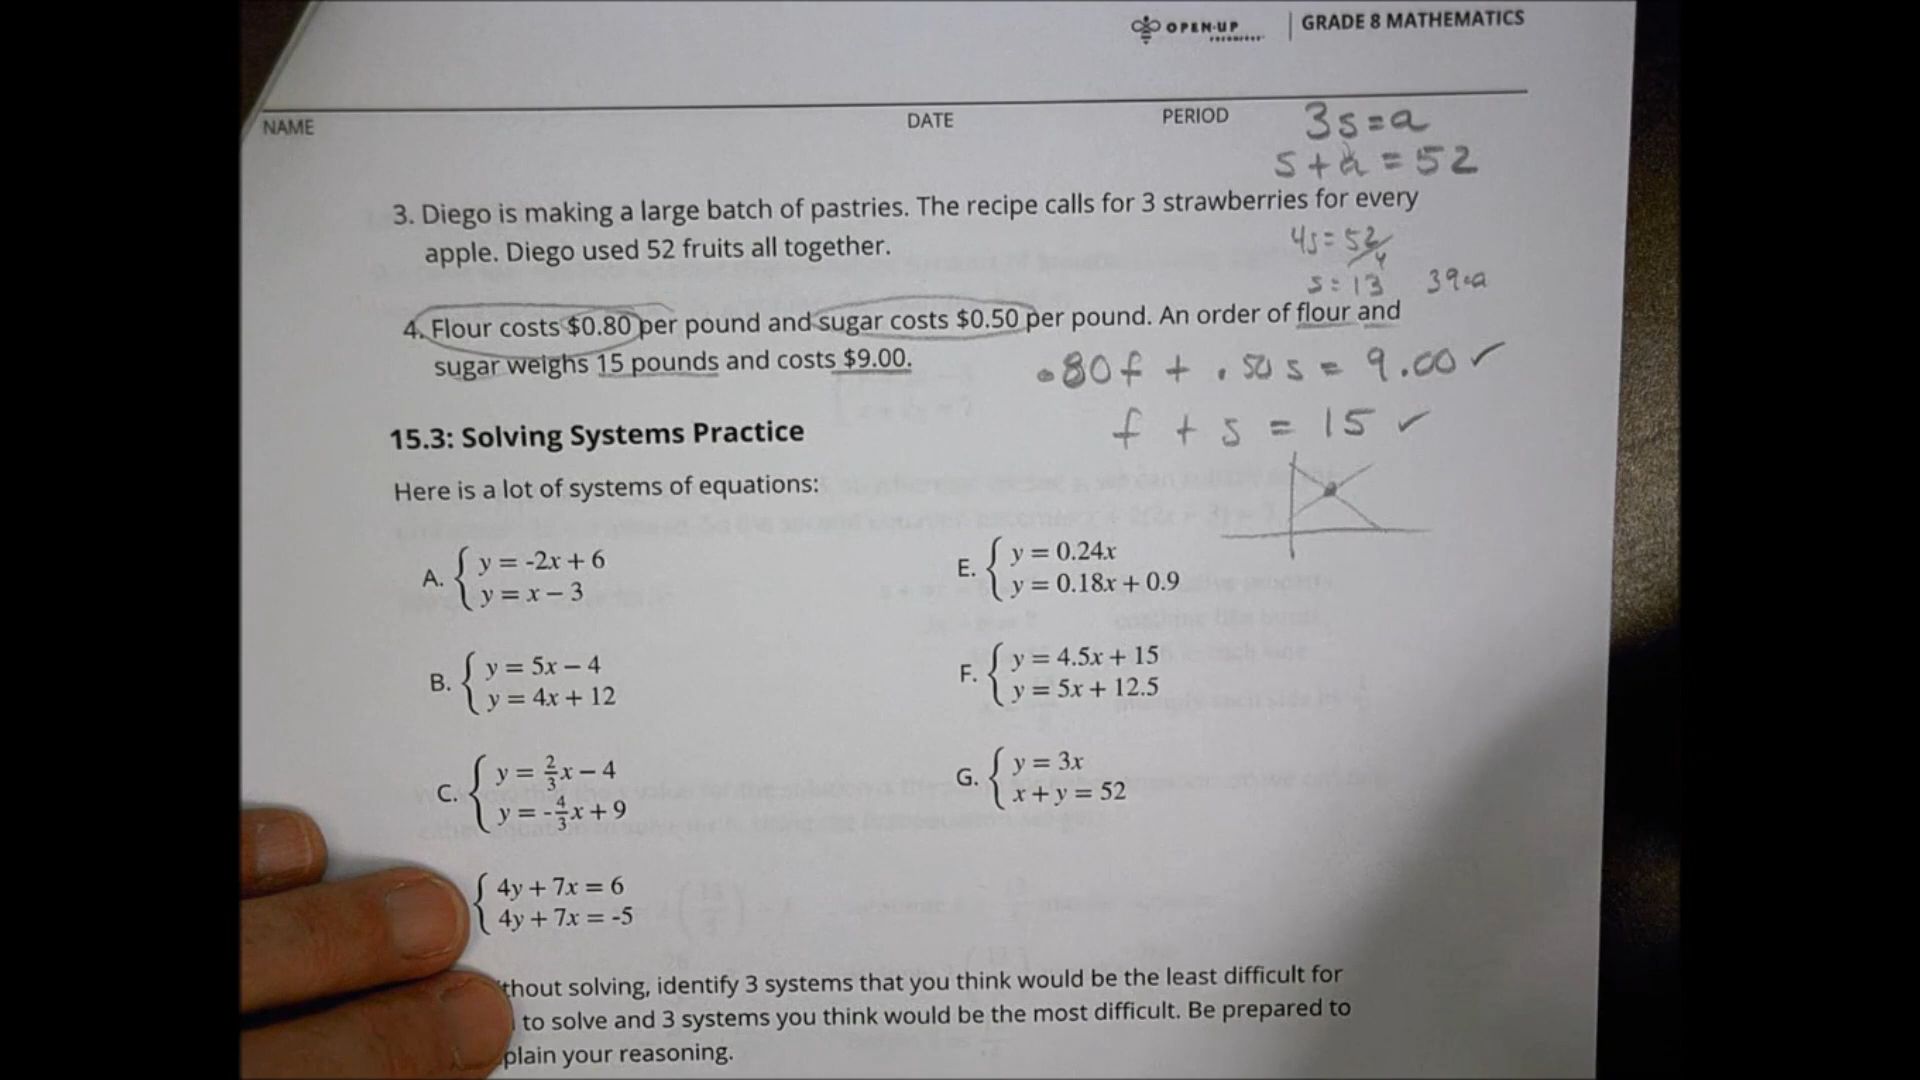 OPEN-UP
GRADE 8 MATHEMATICS
NAME DATE PERIOD
3s=a
s+a=52
3. Diego is making a large batch of pastries. The recipe calls for 3 strawberries for every
apple. Diego used 52 fruits all together.
4s=52/4
s=13 39=a
4. Flour costs $0.80 per pound and sugar costs $0.50 per pound. An order of flour and
sugar weighs 15 pounds and costs $9.00.
.80f + .50s = 9.00 ✓
f + s = 15 ✓
15.3: Solving Systems Practice
Here is a lot of systems of equations:
A. { y = -2x + 6
y = x – 3
E. { y = 0.24x
y = 0.18x + 0.9
B. { y = 5x – 4
y = 4x + 12
F. { y = 4.5x + 15
y = 5x + 12.5
C. { y = 2/3x – 4
y = -4/3x + 9
G. { y = 3x
x + y = 52
{ 4y + 7x = 6
4y + 7x = -5
thout solving, identify 3 systems that you think would be the least difficult for
to solve and 3 systems you think would be the most difficult. Be prepared to
plain your reasoning.